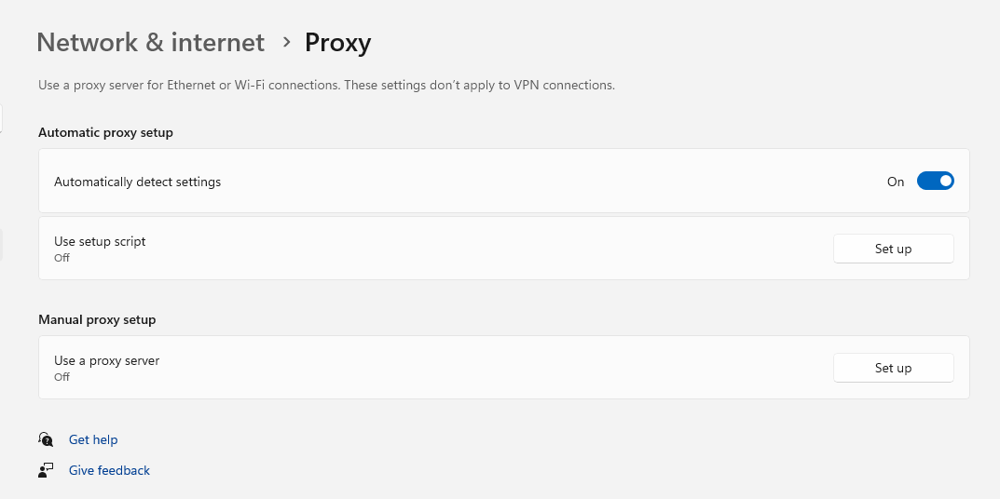 Network & internet > Proxy
Use a proxy server for Ethernet or Wi-Fi connections. These settings don’t apply to VPN connections.
Automatic proxy setup
Automatically detect settings On
Use setup script
Off
Set up
Manual proxy setup
Use a proxy server
Off
Set up
Get help
Give feedback